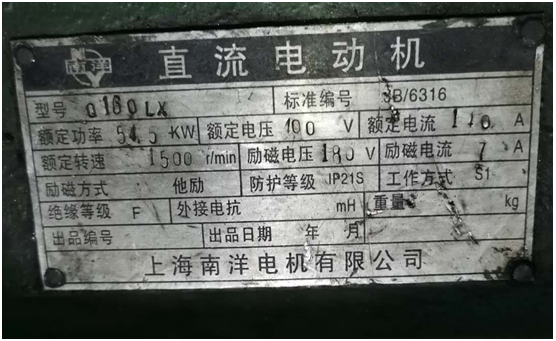 南洋 直流电动机
型号 Q180LX 标准编号 JB/6316
额定功率 54.5 KW 额定电压 400 V 额定电流 A
额定转速 1500 r/min 励磁电压 180 V 励磁电流 7 A
励磁方式 他励 防护等级 IP21S 工作方式 S1
绝缘等级 F 外接电抗 mH 重量 kg
出品编号 出品日期 年 月
上海南洋电机有限公司